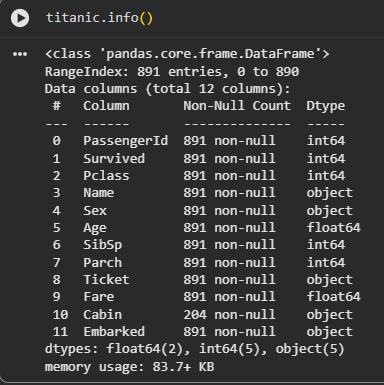 titanic.info()
<class 'pandas.core.frame.DataFrame'>
RangeIndex: 891 entries, 0 to 890
Data columns (total 12 columns):
 #   Column       Non-Null Count  Dtype
---  ------       --------------  -----
 0   PassengerId  891 non-null    int64
 1   Survived     891 non-null    int64
 2   Pclass       891 non-null    int64
 3   Name         891 non-null    object
 4   Sex          891 non-null    object
 5   Age          891 non-null    float64
 6   SibSp        891 non-null    int64
 7   Parch        891 non-null    int64
 8   Ticket       891 non-null    object
 9   Fare         891 non-null    float64
 10  Cabin        204 non-null    object
 11  Embarked     891 non-null    object
dtypes: float64(2), int64(5), object(5)
memory usage: 83.7+ KB